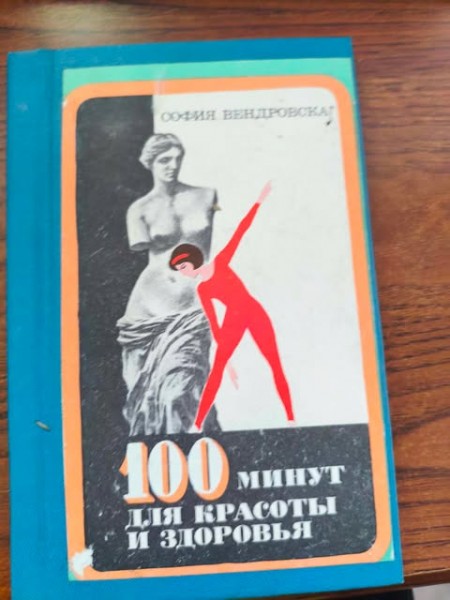 СОФИЯ ВЕНДРОВСКА
100 МИНУТ
ДЛЯ КРАСОТЫ
И ЗДОРОВЬЯ